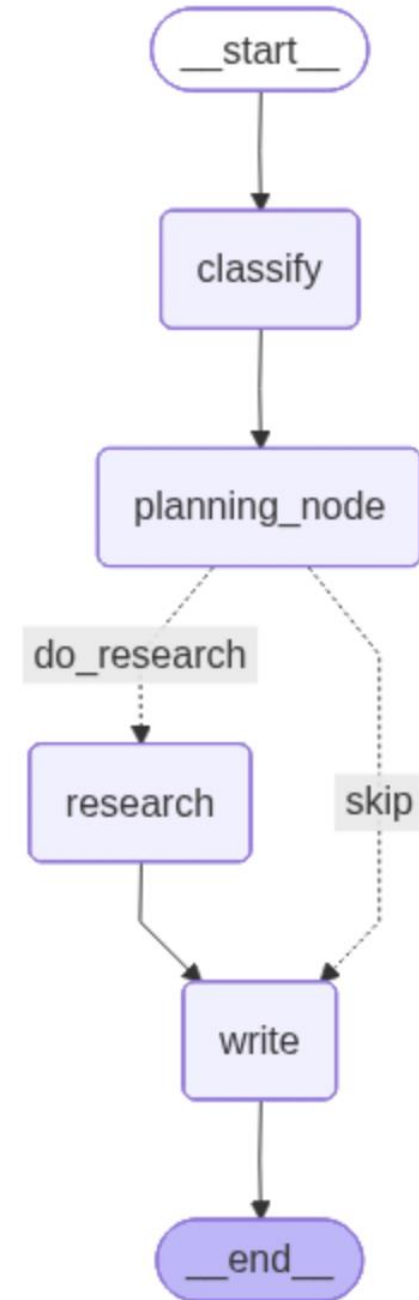 __start__
classify
planning_node
do_research
research
skip
write
__end__